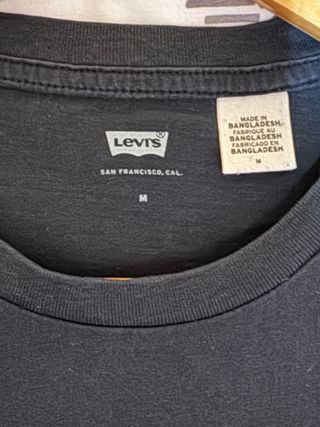 Levi's®
SAN FRANCISCO, CAL.
M
MADE IN
BANGLADESH
FABRIQUE AU
BANGLADESH
FABRICADO EN
BANGLADESH
M